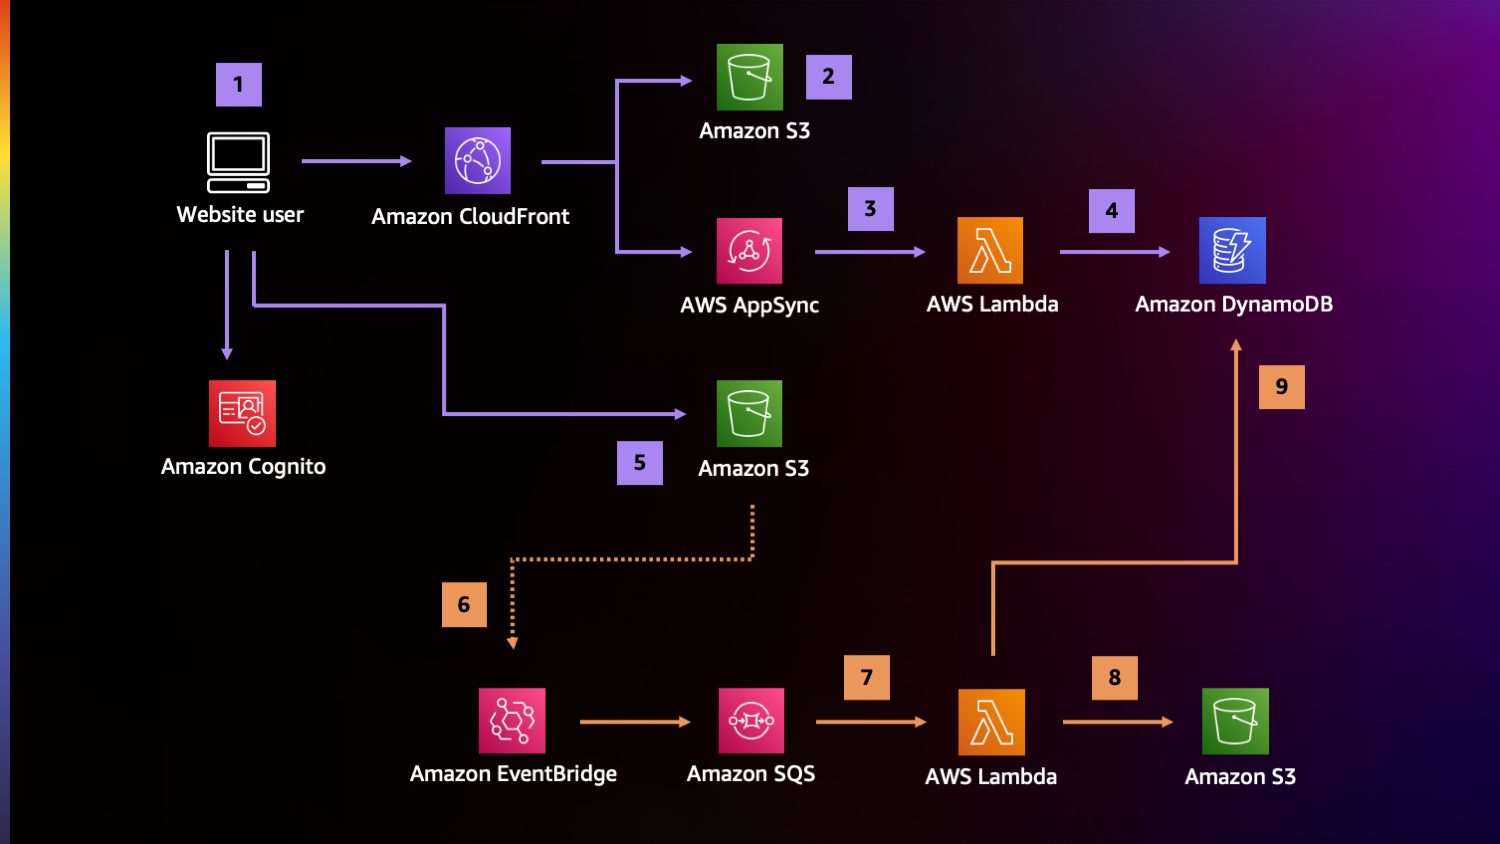 1
2
Amazon S3
Website user
Amazon CloudFront
3
4
AWS AppSync
AWS Lambda
Amazon DynamoDB
9
Amazon Cognito
5
Amazon S3
6
7
8
Amazon EventBridge
Amazon SQS
AWS Lambda
Amazon S3